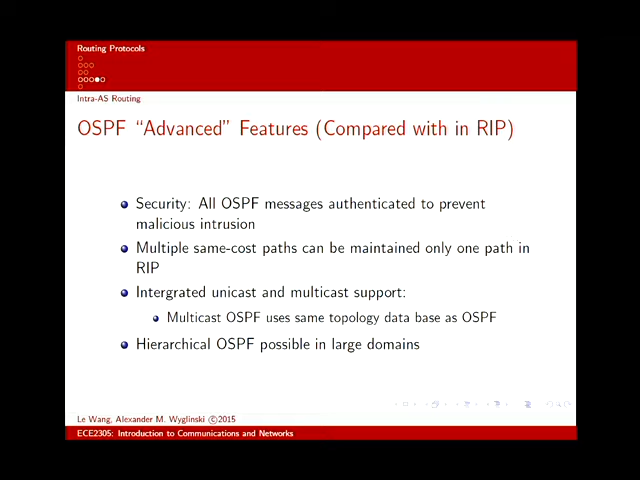 Routing Protocols
Intra-AS Routing
OSPF “Advanced” Features (Compared with in RIP)
Security: All OSPF messages authenticated to prevent
malicious intrusion
Multiple same-cost paths can be maintained only one path in
RIP
Intergrated unicast and multicast support:
Multicast OSPF uses same topology data base as OSPF
Hierarchical OSPF possible in large domains
Le Wang, Alexander M. Wyglinski ©2015
ECE2305: Introduction to Communications and Networks